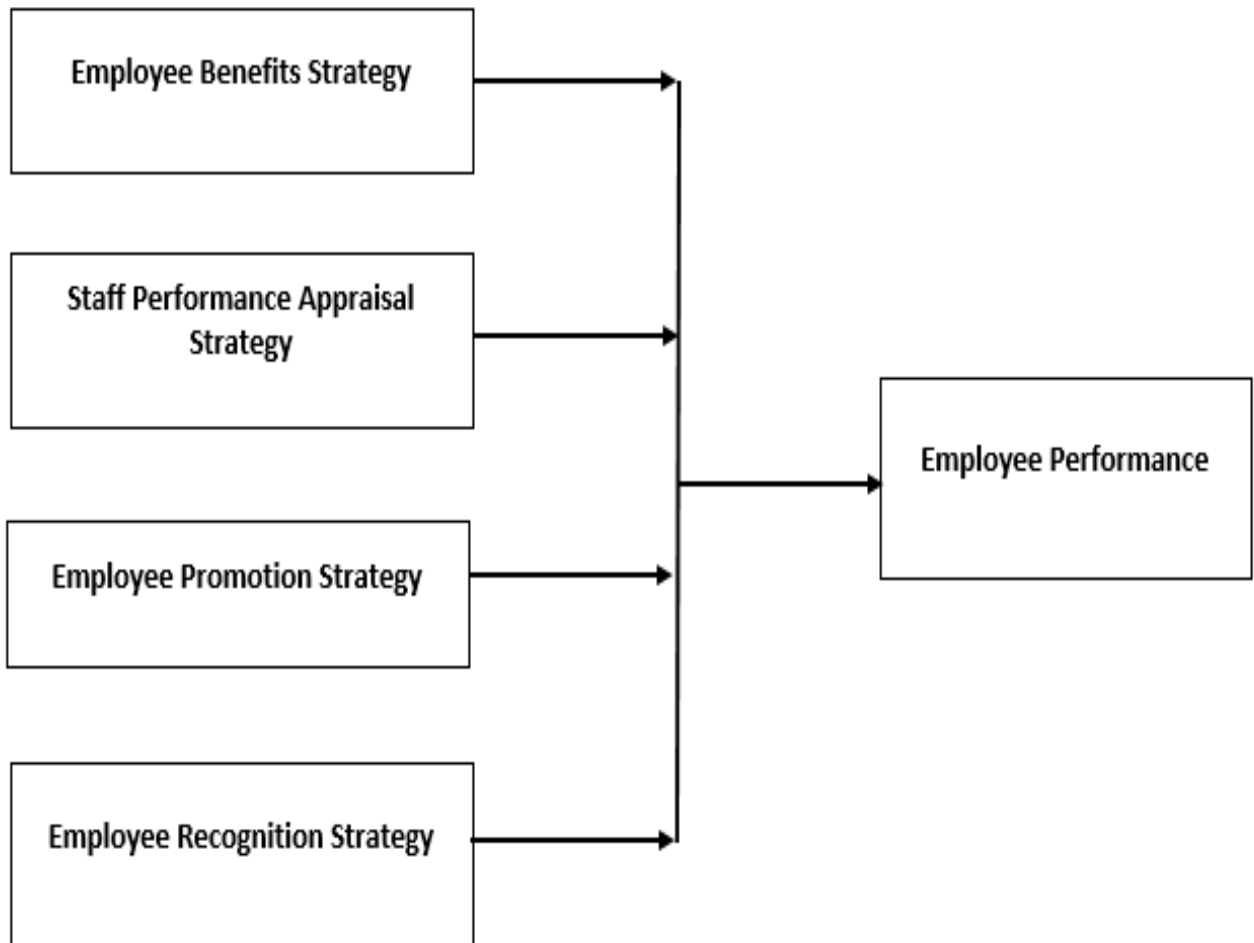 Employee Benefits Strategy
Staff Performance Appraisal
Strategy
Employee Performance
Employee Promotion Strategy
Employee Recognition Strategy